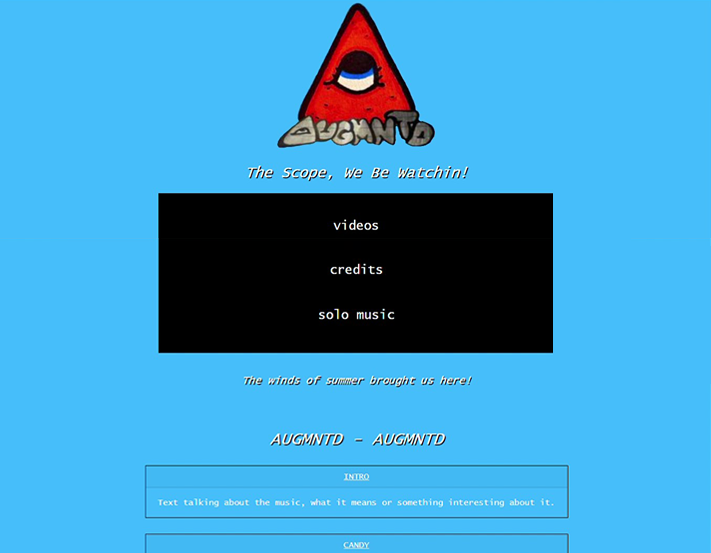 AUGMNTD
The Scope, We Be Watchin!
videos
credits
solo music
The winds of summer brought us here!
AUGMNTD - AUGMNTD
INTRO
Text talking about the music, what it means or something interesting about it.
CANDY